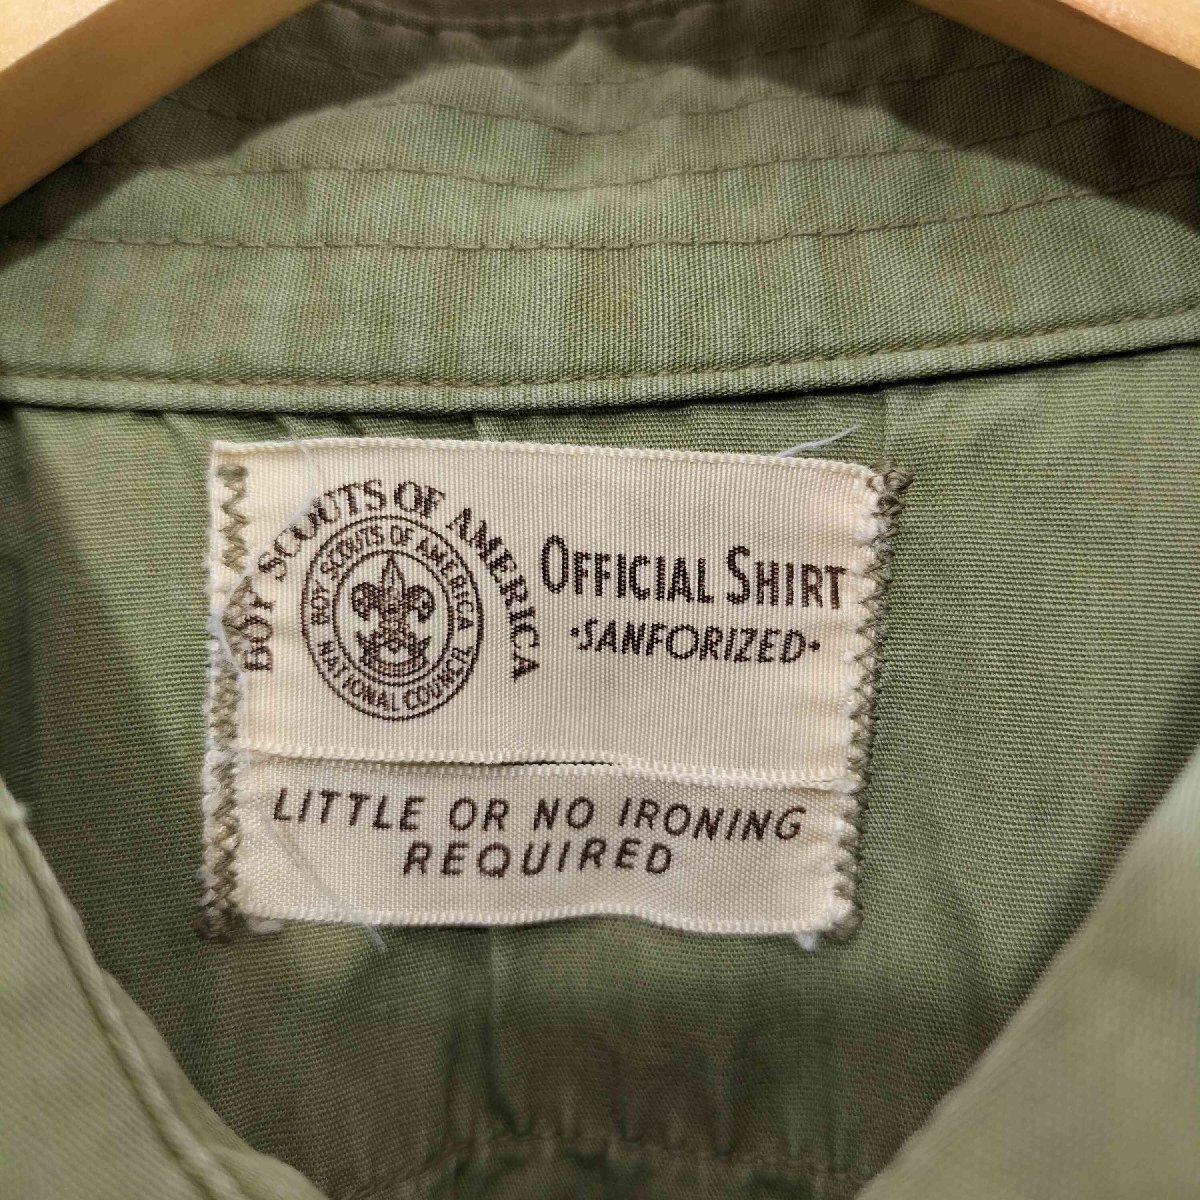 BOY SCOUTS OF AMERICA
BOY SCOUTS OF AMERICA
NATIONAL COUNCIL
OFFICIAL SHIRT
·SANFORIZED·
LITTLE OR NO IRONING
REQUIRED